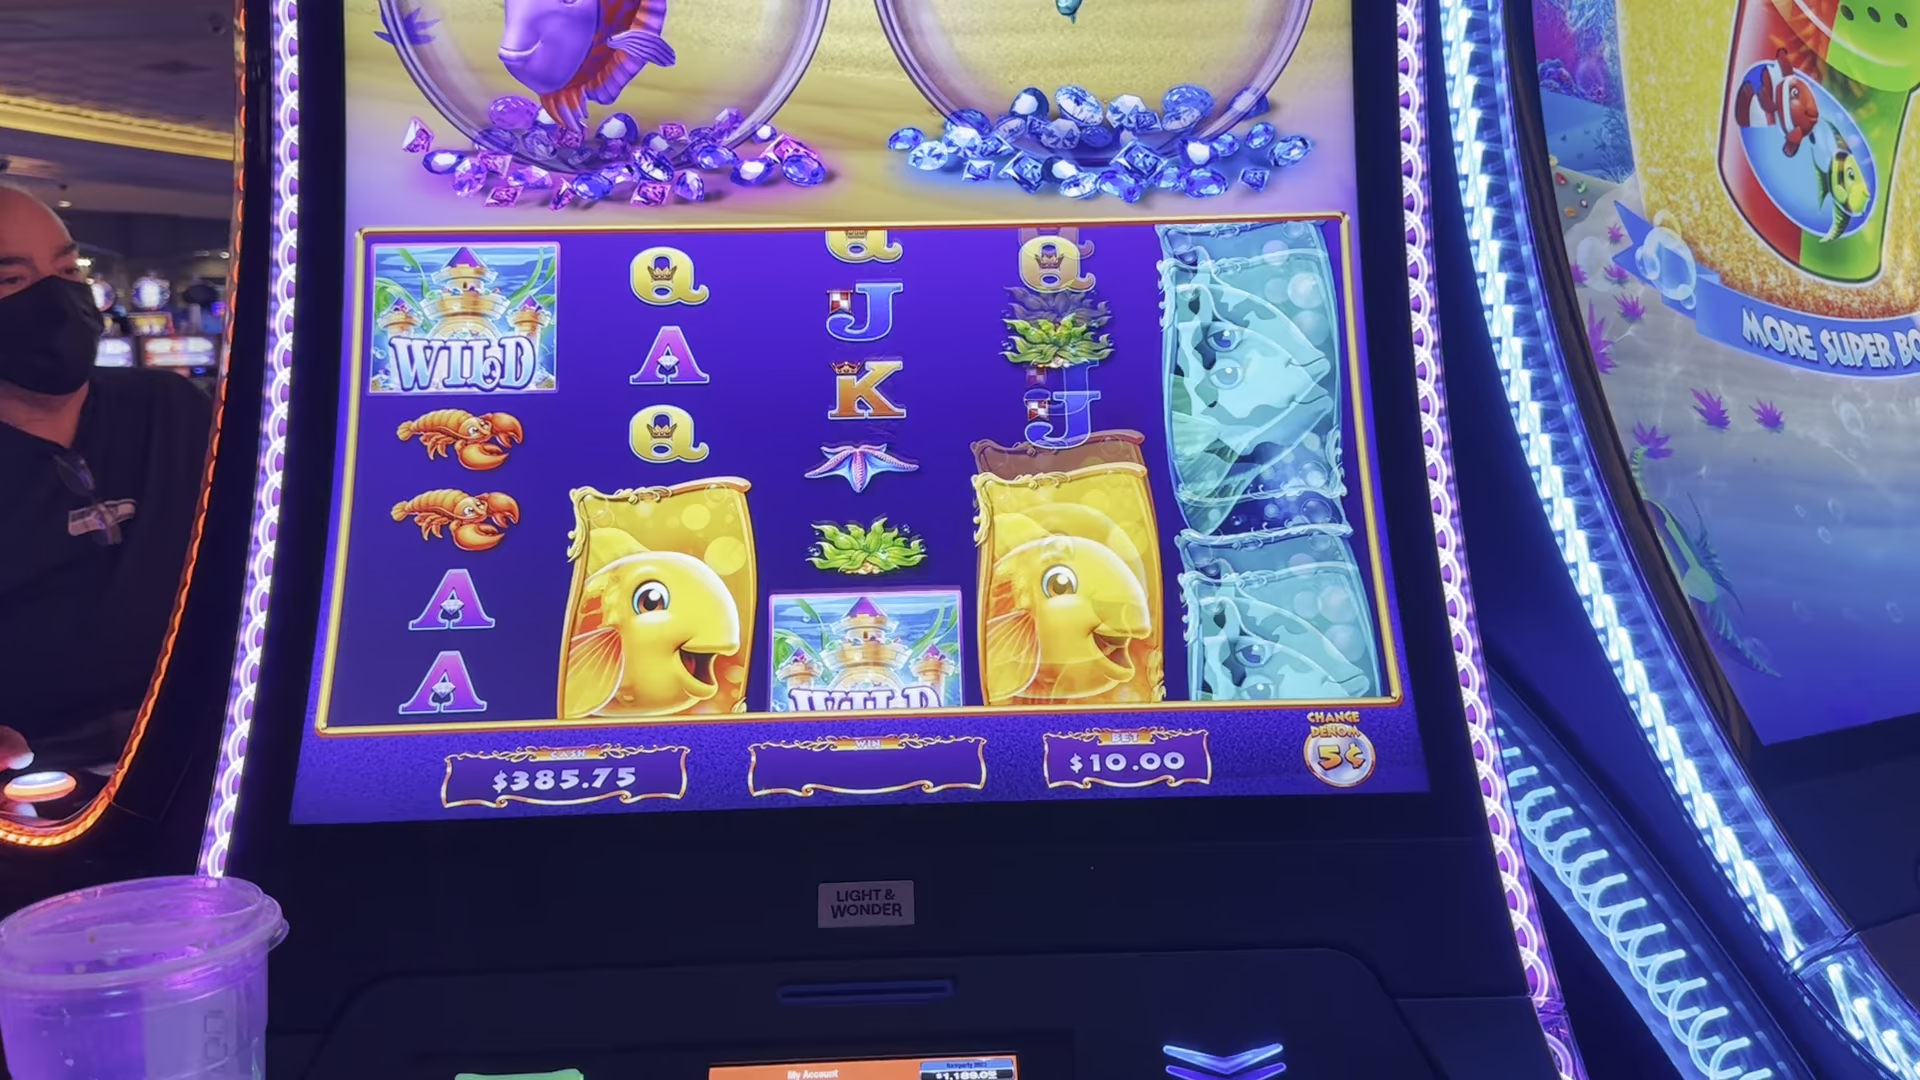 WILD
Q
A
Q
A
A
Q
J
K
WILD
Q
J
CASH
$385.75
WIN
BET
$10.00
CHANGE
DENOM
5¢
LIGHT &
WONDER
My Account
MORE SUPER BO